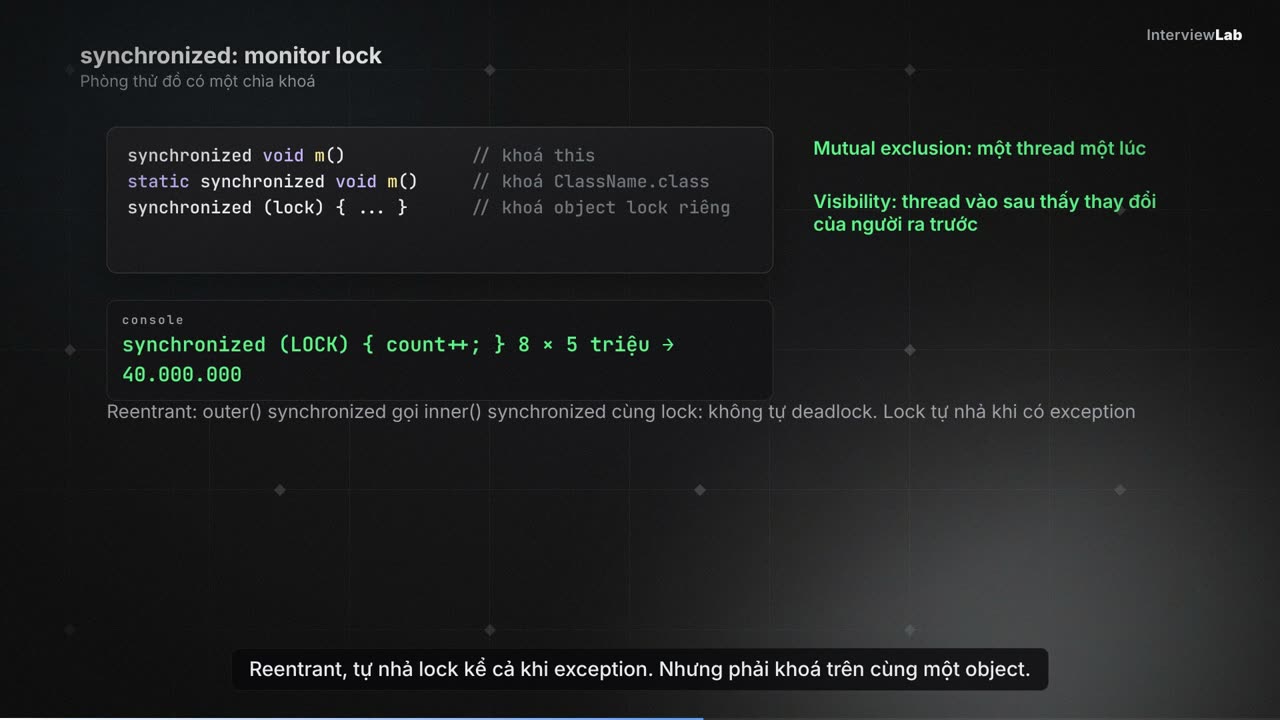 InterviewLab
synchronized: monitor lock
Phòng thử đồ có một chìa khoá
synchronized void m() // khoá this
static synchronized void m() // khoá ClassName.class
synchronized (lock) { ... } // khoá object lock riêng
Mutual exclusion: một thread một lúc
Visibility: thread vào sau thấy thay đổi
của người ra trước
console
synchronized (LOCK) { count++; } 8 × 5 triệu →
40.000.000
Reentrant: outer() synchronized gọi inner() synchronized cùng lock: không tự deadlock. Lock tự nhả khi có exception
Reentrant, tự nhả lock kể cả khi exception. Nhưng phải khoá trên cùng một object.